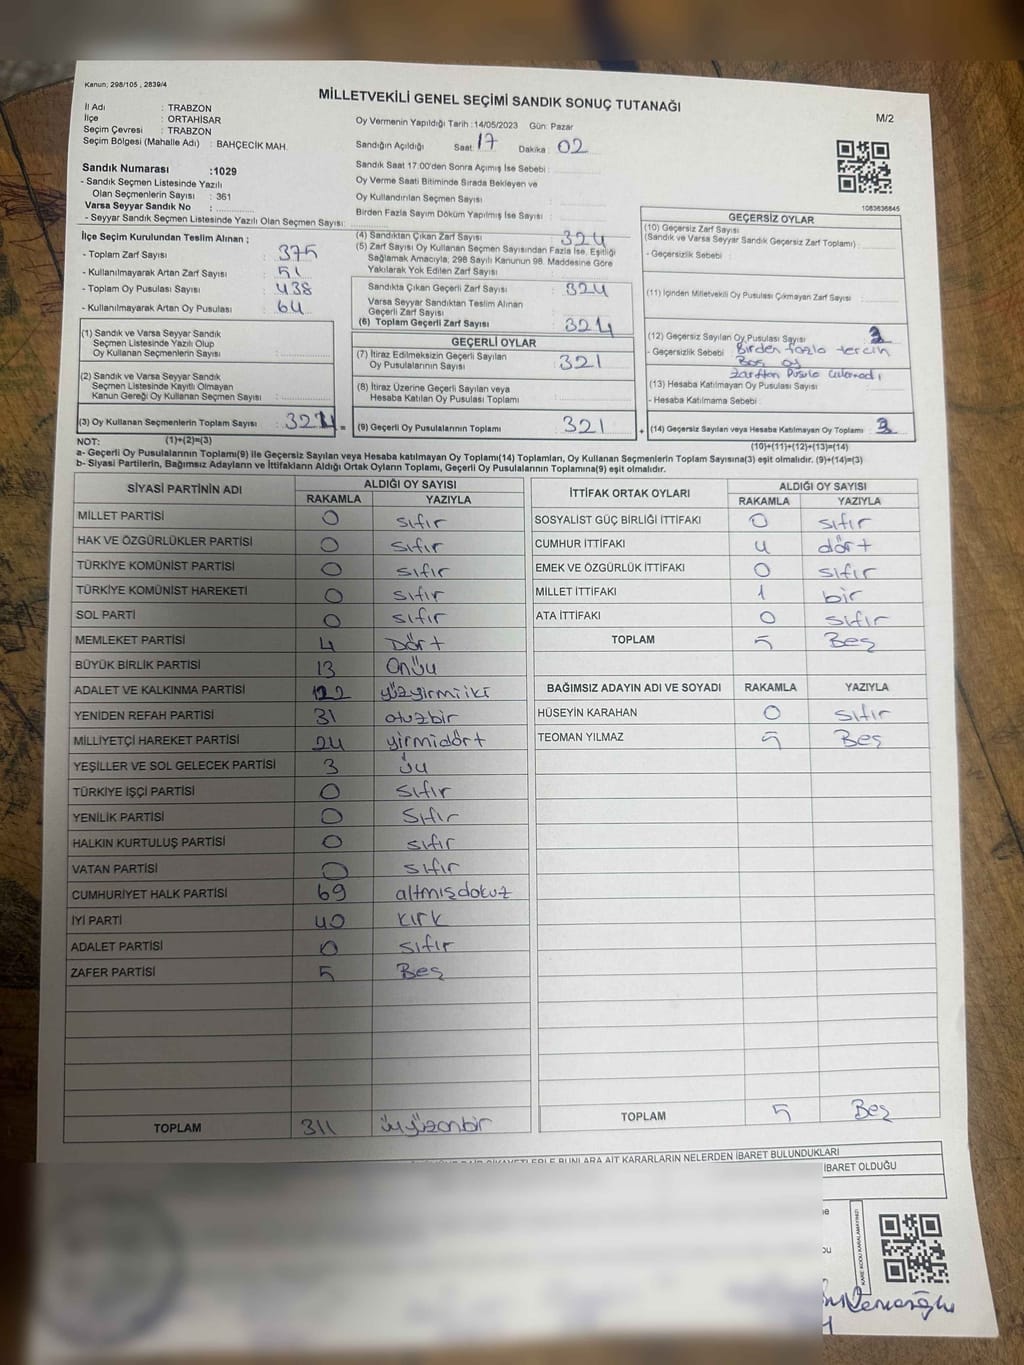 Kanun; 298/105 , 2839/4
MİLLETVEKİLİ GENEL SEÇİMİ SANDIK SONUÇ TUTANAĞI
M/2
İl Adı : TRABZON
İlçe : ORTAHİSAR
Seçim Çevresi : TRABZON
Seçim Bölgesi (Mahalle Adı) : BAHÇECİK MAH.
Sandık Numarası :1029
- Sandık Seçmen Listesinde Yazılı
Olan Seçmenlerin Sayısı : 361
Varsa Seyyar Sandık No :
- Seyyar Sandık Seçmen Listesinde Yazılı Olan Seçmen Sayısı:
Oy Vermenin Yapıldığı Tarih :14/05/2023 Gün: Pazar
Sandığın Açıldığı Saat: 17 Dakika : 02
Sandık Saat 17.00'den Sonra Açımış İse Sebebi :
Oy Verme Saati Bitiminde Sırada Bekleyen ve
Oy Kullandırılan Seçmen Sayısı :
Birden Fazla Sayım Döküm Yapılmış İse Sayısı :
1083636845
İlçe Seçim Kurulundan Teslim Alınan ;
- Toplam Zarf Sayısı : 375
- Kullanılmayarak Artan Zarf Sayısı : 51
- Toplam Oy Pusulası Sayısı : 438
- Kullanılmayarak Artan Oy Pusulası : 64
(1) Sandık ve Varsa Seyyar Sandık
Seçmen Listesinde Yazılı Olup
Oy Kullanan Seçmenlerin Sayısı :
(2) Sandık ve Varsa Seyyar Sandık
Seçmen Listesinde Kayıtlı Olmayan
Kanun Gereği Oy Kullanan Seçmen Sayısı :
(3) Oy Kullanan Seçmenlerin Toplam Sayısı : 324 =
(4) Sandıktan Çıkan Zarf Sayısı : 324
(5) Zarf Sayısı Oy Kullanan Seçmen Sayısından Fazla İse, Eşitliği
Sağlamak Amacıyla; 298 Sayılı Kanunun 98. Maddesine Göre
Yakılarak Yok Edilen Zarf Sayısı :
Sandıkta Çıkan Geçerli Zarf Sayısı : 324
Varsa Seyyar Sandıktan Teslim Alınan
Geçerli Zarf Sayısı :
(6) Toplam Geçerli Zarf Sayısı : 324
GEÇERLİ OYLAR
(7) İtiraz Edilmeksizin Geçerli Sayılan
Oy Pusulalarının Sayısı : 321
(8) İtiraz Üzerine Geçerli Sayılan veya
Hesaba Katılan Oy Pusulası Toplamı :
(9) Geçerli Oy Pusulalarının Toplamı : 321 +
GEÇERSİZ OYLAR
(10) Geçersiz Zarf Sayısı
(Sandık ve Varsa Seyyar Sandık Geçersiz Zarf Toplamı) :
- Geçersizlik Sebebi :
(11) İçinden Milletvekili Oy Pusulası Çıkmayan Zarf Sayısı :
(12) Geçersiz Sayılan Oy Pusulası Sayısı : 3
- Geçersizlik Sebebi : Birden fazla tercih
Boş oy
Zarftan Pusula çıkmadı
(13) Hesaba Katılmayan Oy Pusulası Sayısı :
- Hesaba Katılmama Sebebi :
(14) Geçersiz Sayılan veya Hesaba Katılmayan Oy Toplamı : 3
NOT: (1)+(2)=(3) (10)+(11)+(12)+(13)=(14)
a- Geçerli Oy Pusulalarının Toplamı(9) ile Geçersiz Sayılan veya Hesaba katılmayan Oy Toplamı(14) Toplamları, Oy Kullanan Seçmenlerin Toplam Sayısına(3) eşit olmalıdır. (9)+(14)=(3)
b- Siyasi Partilerin, Bağımsız Adayların ve İttifakların Aldığı Ortak Oyların Toplamı, Geçerli Oy Pusulalarının Toplamına(9) eşit olmalıdır.
SİYASİ PARTİNİN ADI ALDIĞI OY SAYISI
RAKAMLA YAZIYLA
MİLLET PARTİSİ 0 sıfır
HAK VE ÖZGÜRLÜKLER PARTİSİ 0 sıfır
TÜRKİYE KOMÜNİST PARTİSİ 0 sıfır
TÜRKİYE KOMÜNİST HAREKETİ 0 sıfır
SOL PARTİ 0 sıfır
MEMLEKET PARTİSİ 4 Dört
BÜYÜK BİRLİK PARTİSİ 13 Onüç
ADALET VE KALKINMA PARTİSİ 122 yüzyirmiiki
YENİDEN REFAH PARTİSİ 31 otuzbir
MİLLİYETÇİ HAREKET PARTİSİ 24 yirmidört
YEŞİLLER VE SOL GELECEK PARTİSİ 3 üç
TÜRKİYE İŞÇİ PARTİSİ 0 sıfır
YENİLİK PARTİSİ 0 Sıfır
HALKIN KURTULUŞ PARTİSİ 0 sıfır
VATAN PARTİSİ 0 sıfır
CUMHURİYET HALK PARTİSİ 69 altmışdokuz
İYİ PARTİ 40 kırk
ADALET PARTİSİ 0 sıfır
ZAFER PARTİSİ 5 Beş
TOPLAM 311 üçyüzonbir
İTTİFAK ORTAK OYLARI ALDIĞI OY SAYISI
RAKAMLA YAZIYLA
SOSYALİST GÜÇ BİRLİĞİ İTTİFAKI 0 sıfır
CUMHUR İTTİFAKI 4 dört
EMEK VE ÖZGÜRLÜK İTTİFAKI 0 sıfır
MİLLET İTTİFAKI 1 bir
ATA İTTİFAKI 0 sıfır
TOPLAM 5 Beş
BAĞIMSIZ ADAYIN ADI VE SOYADI RAKAMLA YAZIYLA
HÜSEYİN KARAHAN 0 sıfır
TEOMAN YILMAZ 5 Beş
TOPLAM 5 Beş
KARARLARIN NELERDEN İBARET BULUNDUKLARI
İBARET OLDUĞU
KARE KODU KARALAMAYINIZ!